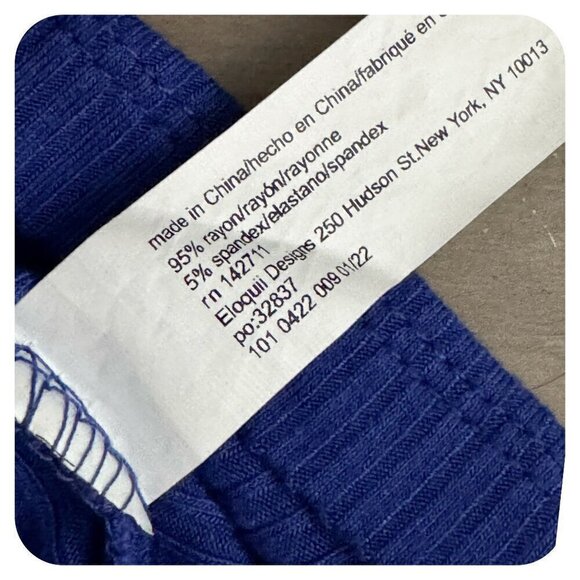 made in China/hecho en China/fabriqué en
95% rayon/rayón/rayonne
5% spandex/elastano/spandex
rn 142711
Eloquii Designs 250 Hudson St.New York, NY 10013
po:32837
101 0422 009 01/22